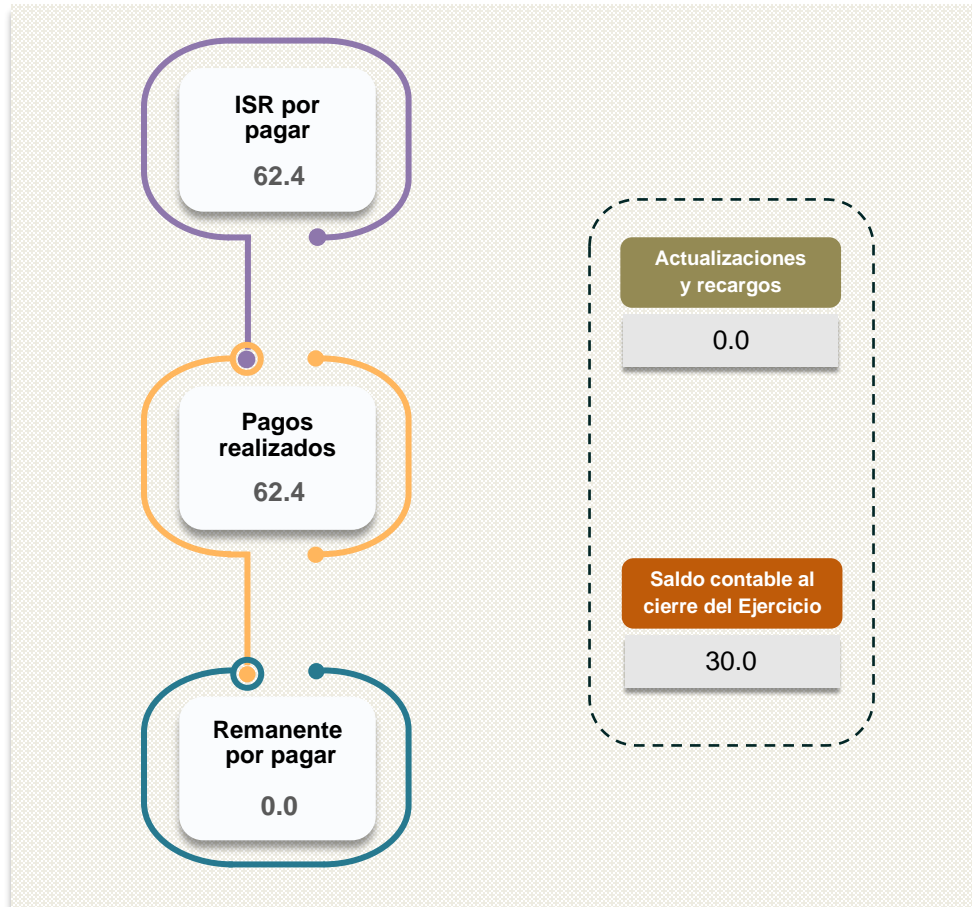 ISR por
pagar
62.4
Pagos
realizados
62.4
Remanente
por pagar
0.0
Actualizaciones
y recargos
0.0
Saldo contable al
cierre del Ejercicio
30.0